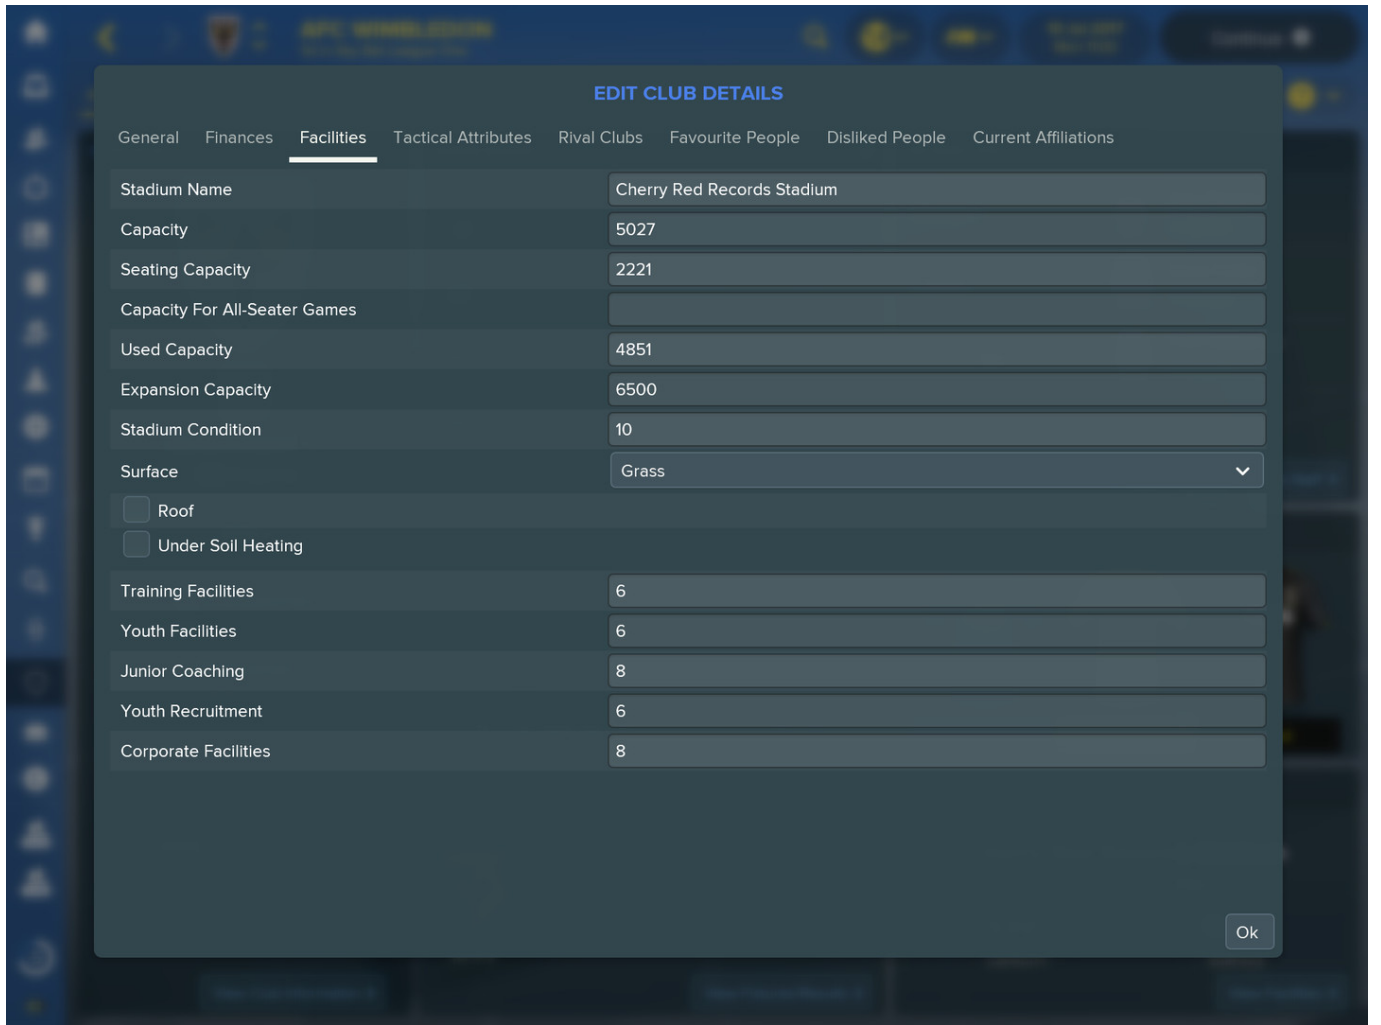 AFC WIMBLEDON
Continue
EDIT CLUB DETAILS
General Finances Facilities Tactical Attributes Rival Clubs Favourite People Disliked People Current Affiliations
Stadium Name Cherry Red Records Stadium
Capacity 5027
Seating Capacity 2221
Capacity For All-Seater Games
Used Capacity 4851
Expansion Capacity 6500
Stadium Condition 10
Surface Grass
Roof
Under Soil Heating
Training Facilities 6
Youth Facilities 6
Junior Coaching 8
Youth Recruitment 6
Corporate Facilities 8
Ok